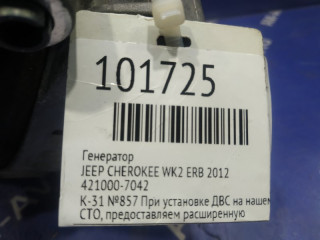 101725
Генератор
JEEP CHEROKEE WK2 ERB 2012
421000-7042
К-31 №857 При установке ДВС на нашем
СТО, предоставляем расширенную